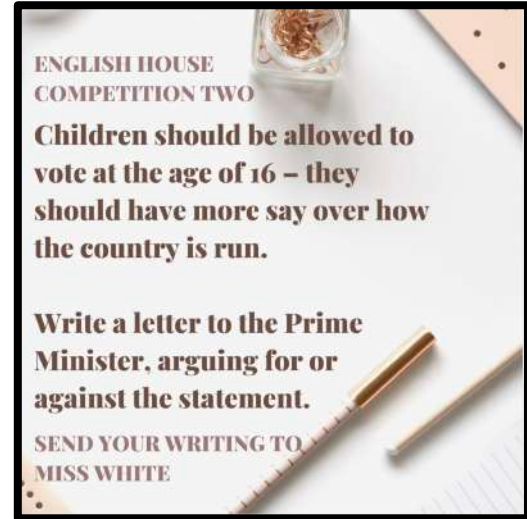 ENGLISH HOUSE
COMPETITION TWO
Children should be allowed to
vote at the age of 16 – they
should have more say over how
the country is run.
Write a letter to the Prime
Minister, arguing for or
against the statement.
SEND YOUR WRITING TO
MISS WHITE